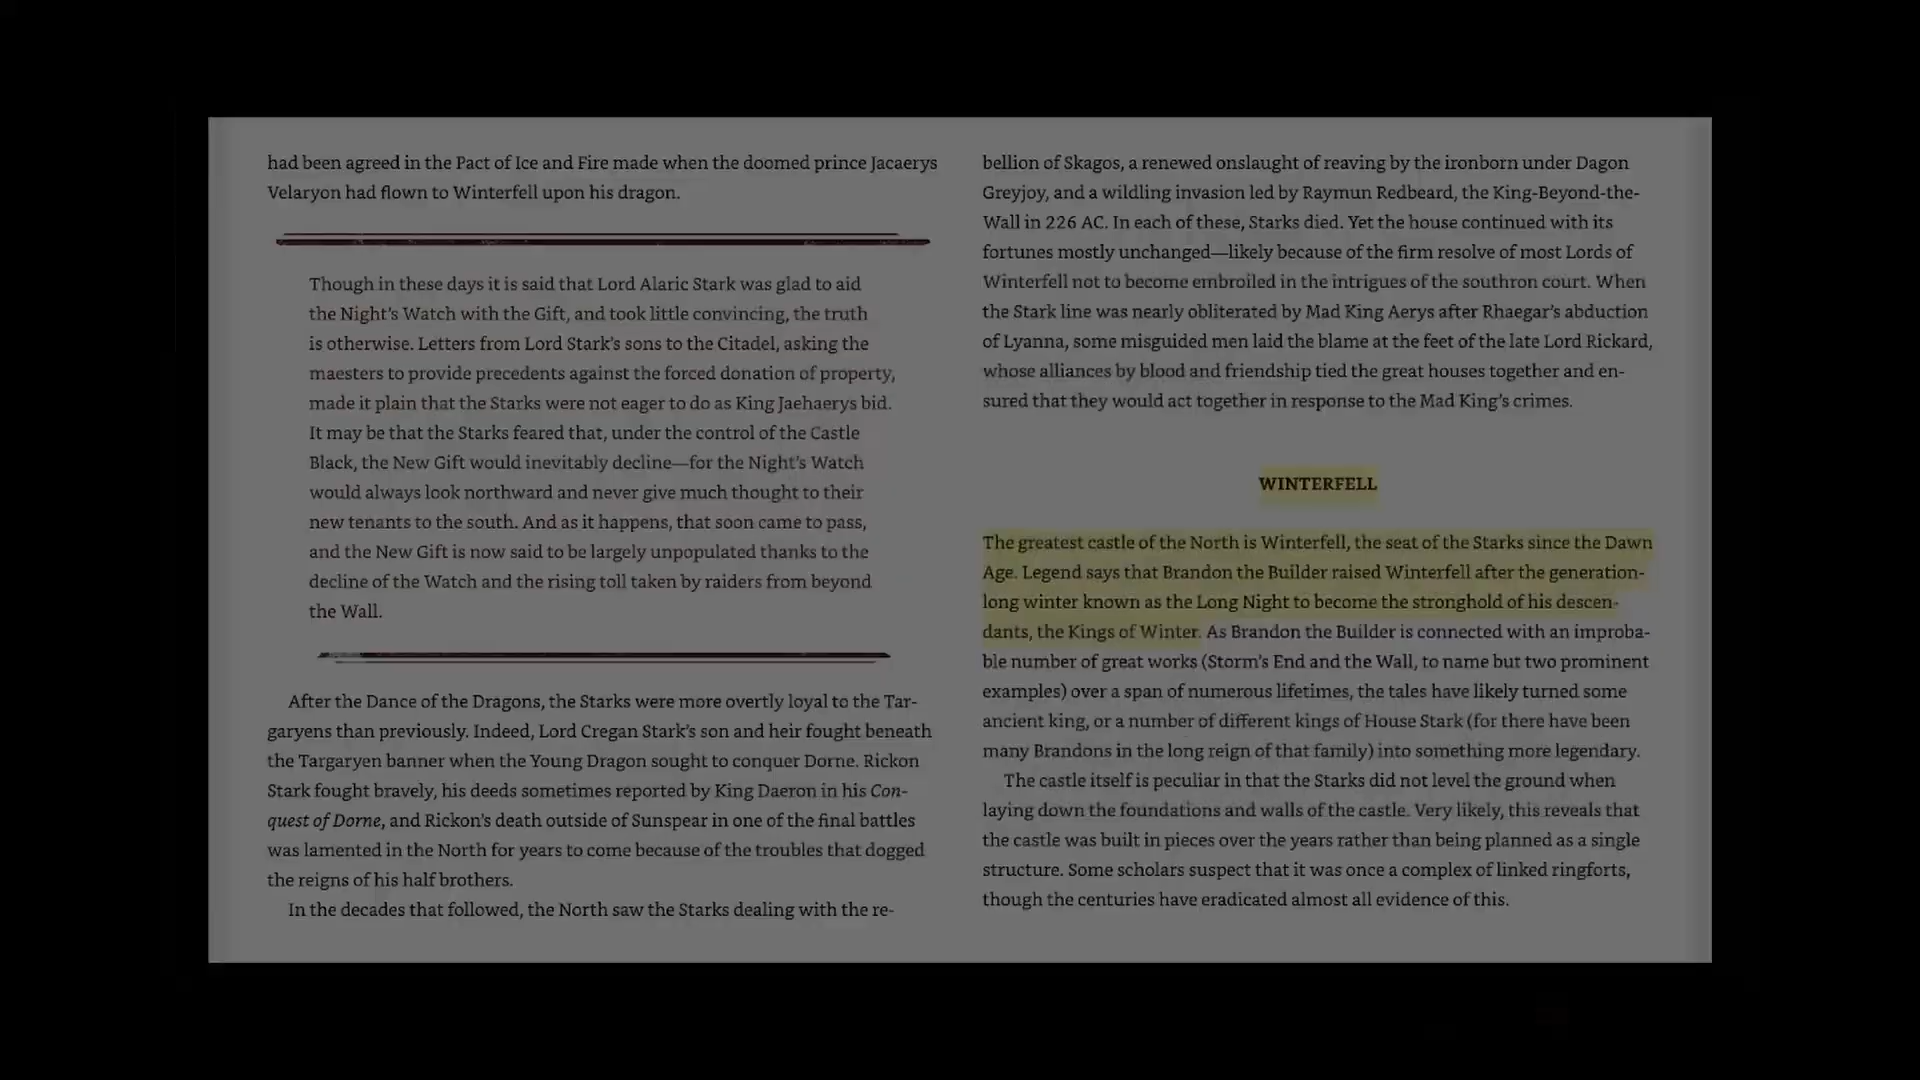 had been agreed in the Pact of Ice and Fire made when the doomed prince Jacaerys
Velaryon had flown to Winterfell upon his dragon.
Though in these days it is said that Lord Alaric Stark was glad to aid
the Night's Watch with the Gift, and took little convincing, the truth
is otherwise. Letters from Lord Stark's sons to the Citadel, asking the
maesters to provide precedents against the forced donation of property,
made it plain that the Starks were not eager to do as King Jaehaerys bid.
It may be that the Starks feared that, under the control of the Castle
Black, the New Gift would inevitably decline—for the Night's Watch
would always look northward and never give much thought to their
new tenants to the south. And as it happens, that soon came to pass,
and the New Gift is now said to be largely unpopulated thanks to the
decline of the Watch and the rising toll taken by raiders from beyond
the Wall.
After the Dance of the Dragons, the Starks were more overtly loyal to the Tar-
garyens than previously. Indeed, Lord Cregan Stark's son and heir fought beneath
the Targaryen banner when the Young Dragon sought to conquer Dorne. Rickon
Stark fought bravely, his deeds sometimes reported by King Daeron in his Con-
quest of Dorne, and Rickon's death outside of Sunspear in one of the final battles
was lamented in the North for years to come because of the troubles that dogged
the reigns of his half brothers.
In the decades that followed, the North saw the Starks dealing with the re-
bellion of Skagos, a renewed onslaught of reaving by the ironborn under Dagon
Greyjoy, and a wildling invasion led by Raymun Redbeard, the King-Beyond-the-
Wall in 226 AC. In each of these, Starks died. Yet the house continued with its
fortunes mostly unchanged—likely because of the firm resolve of most Lords of
Winterfell not to become embroiled in the intrigues of the southron court. When
the Stark line was nearly obliterated by Mad King Aerys after Rhaegar's abduction
of Lyanna, some misguided men laid the blame at the feet of the late Lord Rickard,
whose alliances by blood and friendship tied the great houses together and en-
sured that they would act together in response to the Mad King's crimes.
WINTERFELL
The greatest castle of the North is Winterfell, the seat of the Starks since the Dawn
Age. Legend says that Brandon the Builder raised Winterfell after the generation-
long winter known as the Long Night to become the stronghold of his descen-
dants, the Kings of Winter. As Brandon the Builder is connected with an improba-
ble number of great works (Storm's End and the Wall, to name but two prominent
examples) over a span of numerous lifetimes, the tales have likely turned some
ancient king, or a number of different kings of House Stark (for there have been
many Brandons in the long reign of that family) into something more legendary.
The castle itself is peculiar in that the Starks did not level the ground when
laying down the foundations and walls of the castle. Very likely, this reveals that
the castle was built in pieces over the years rather than being planned as a single
structure. Some scholars suspect that it was once a complex of linked ringforts,
though the centuries have eradicated almost all evidence of this.